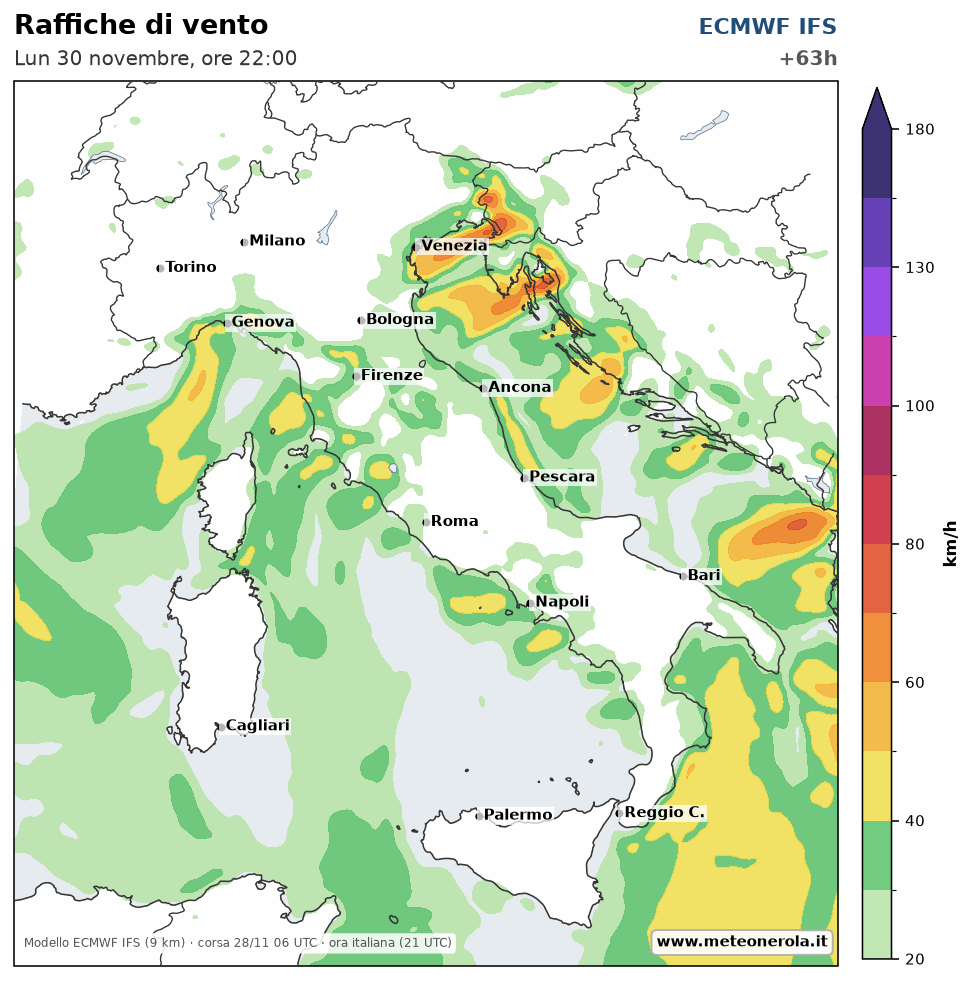 Raffiche di vento
ECMWF IFS
Lun 30 novembre, ore 22:00
+63h
180
130
100
80
60
40
20
km/h
Milano
Torino
Venezia
Genova
Bologna
Firenze
Ancona
Pescara
Roma
Bari
Napoli
Cagliari
Palermo
Reggio C.
Modello ECMWF IFS (9 km) · corsa 28/11 06 UTC · ora italiana (21 UTC)
www.meteonerola.it